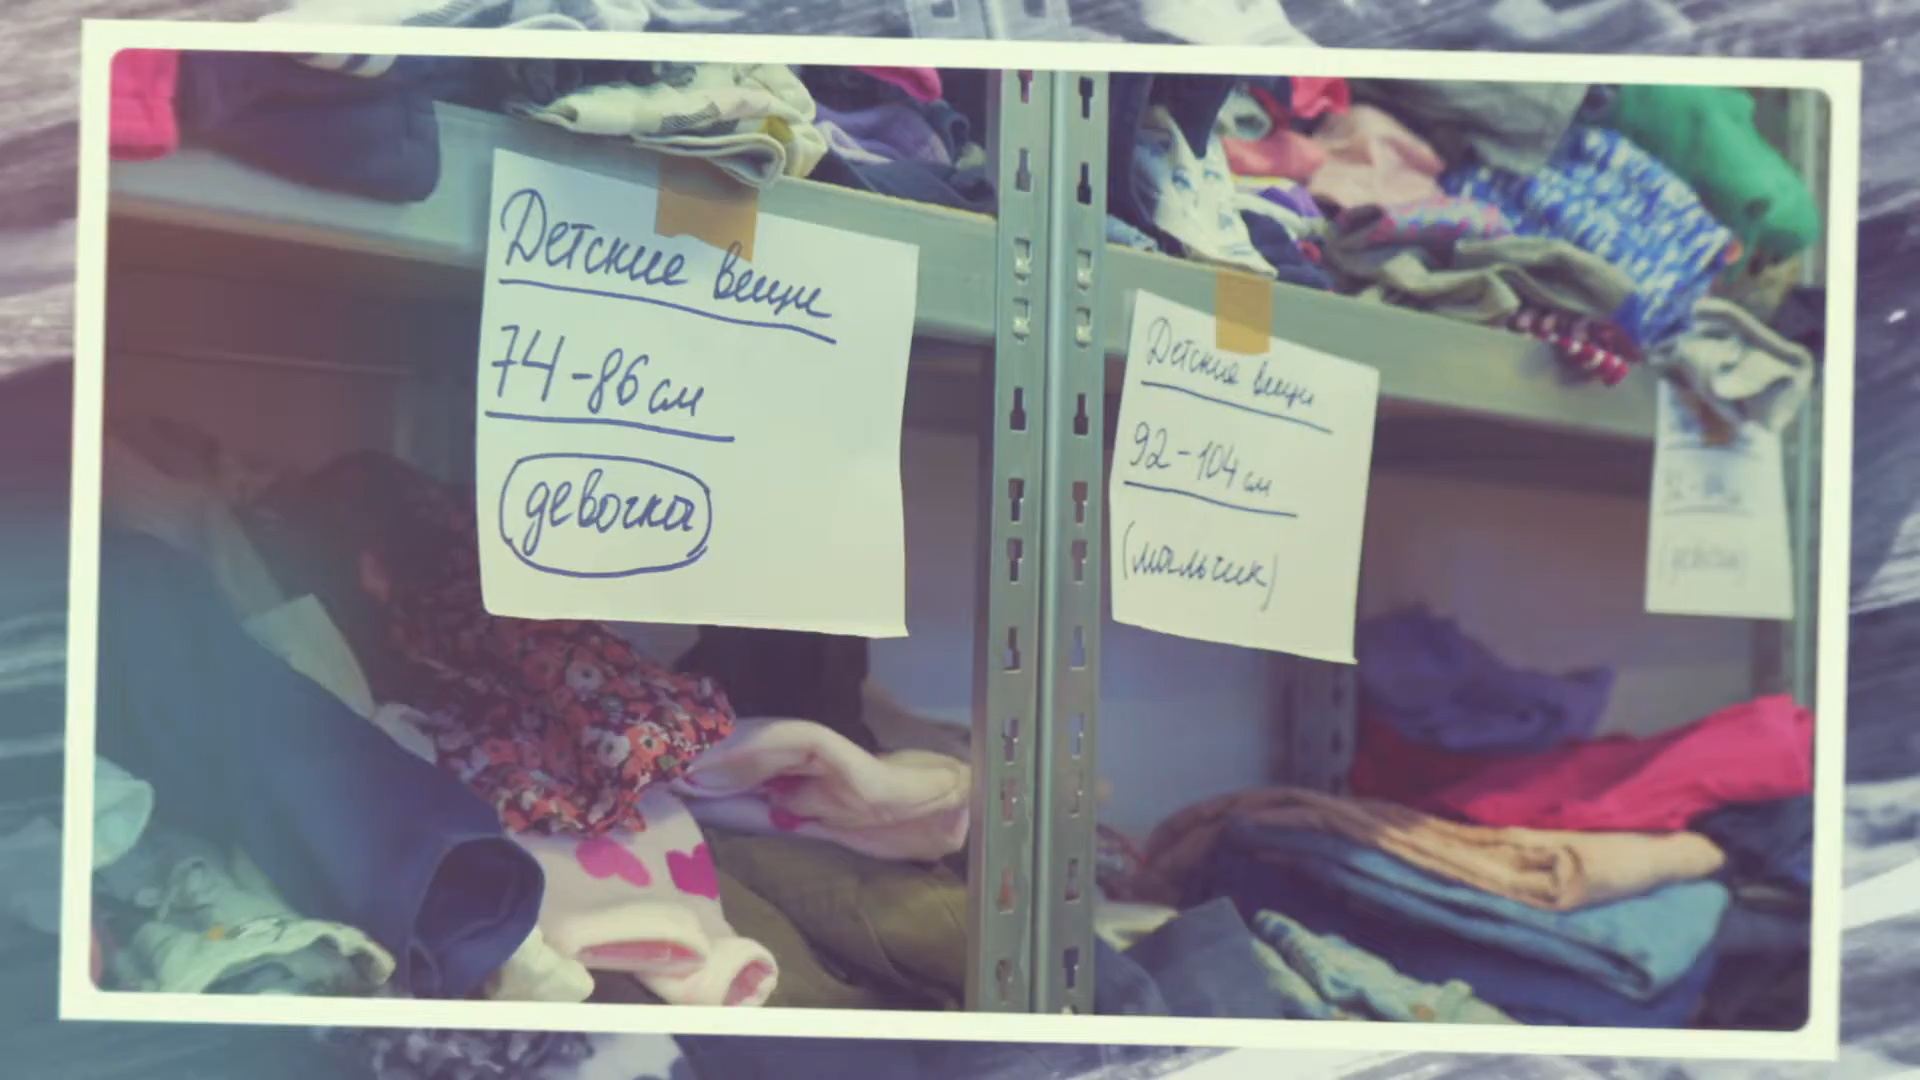 Детские вещи
74-86 см
девочка
Детские вещи
92-104 см
(мальчик)